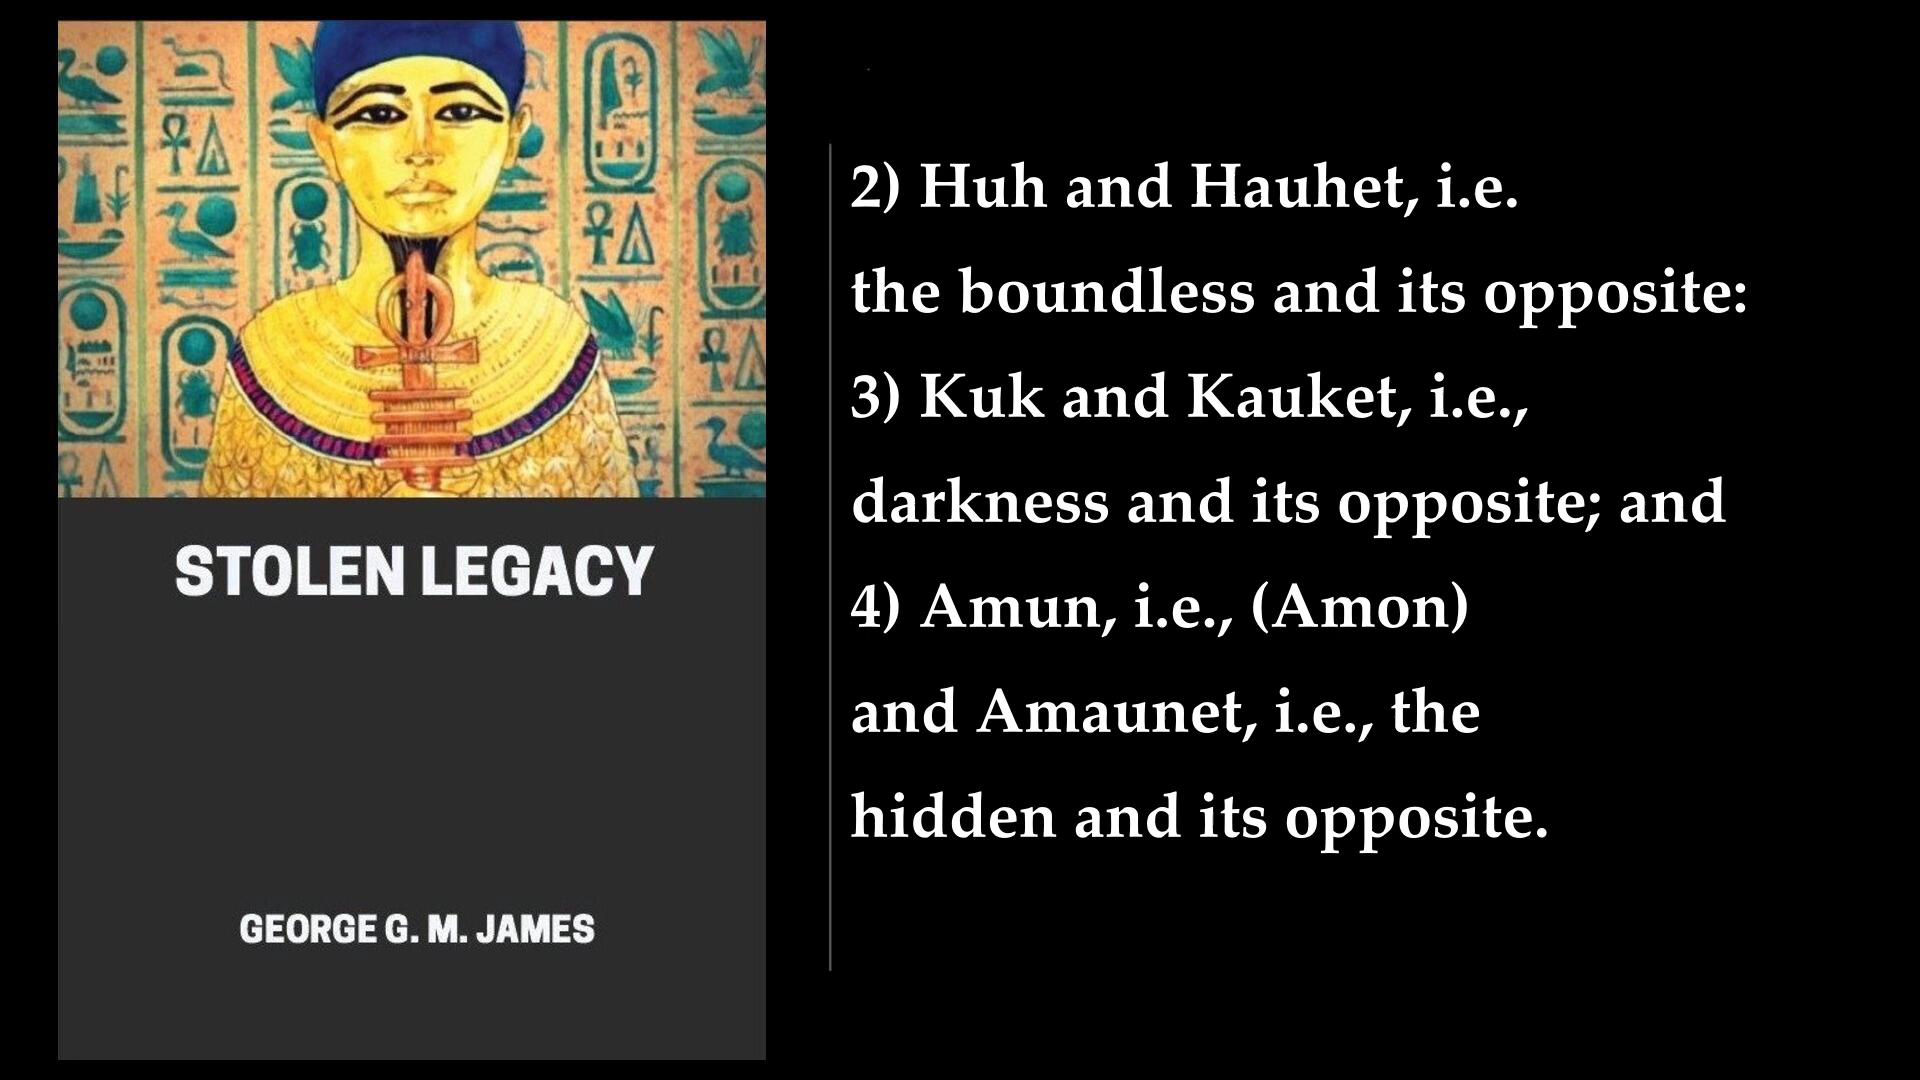 STOLEN LEGACY
GEORGE G. M. JAMES
2) Huh and Hauhet, i.e.
the boundless and its opposite:
3) Kuk and Kauket, i.e.,
darkness and its opposite; and
4) Amun, i.e., (Amon)
and Amaunet, i.e., the
hidden and its opposite.